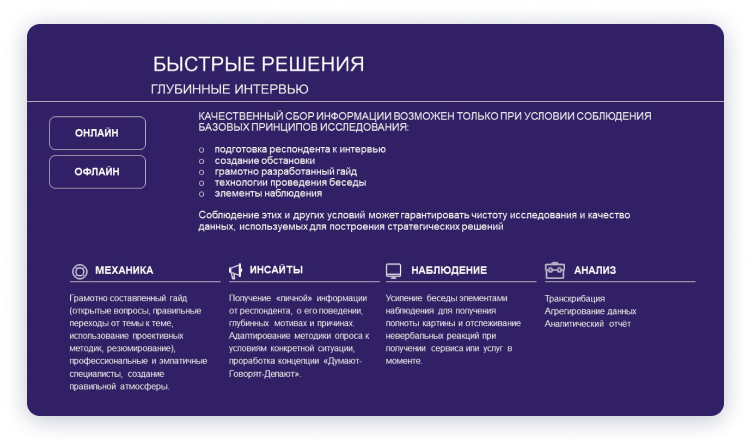 БЫСТРЫЕ РЕШЕНИЯ
ГЛУБИННЫЕ ИНТЕРВЬЮ
ОНЛАЙН
ОФЛАЙН
КАЧЕСТВЕННЫЙ СБОР ИНФОРМАЦИИ ВОЗМОЖЕН ТОЛЬКО ПРИ УСЛОВИИ СОБЛЮДЕНИЯ
БАЗОВЫХ ПРИНЦИПОВ ИССЛЕДОВАНИЯ:
o подготовка респондента к интервью
o создание обстановки
o грамотно разработанный гайд
o технологии проведения беседы
o элементы наблюдения
Соблюдение этих и других условий может гарантировать чистоту исследования и качество
данных, используемых для построения стратегических решений
МЕХАНИКА
Грамотно составленный гайд
(открытые вопросы, правильные
переходы от темы к теме,
использование проективных
методик, резюмирование),
профессиональные и эмпатичные
специалисты, создание
правильной атмосферы.
ИНСАЙТЫ
Получение «личной» информации
от респондента, о его поведении,
глубинных мотивах и причинах.
Адаптирование методики опроса к
условиям конкретной ситуации,
проработка концепции «Думают-
Говорят-Делают».
НАБЛЮДЕНИЕ
Усиление беседы элементами
наблюдения для получения
полноты картины и отслеживание
невербальных реакций при
получении сервиса или услуг в
моменте.
АНАЛИЗ
Транскрибация
Агрегирование данных
Аналитический отчёт